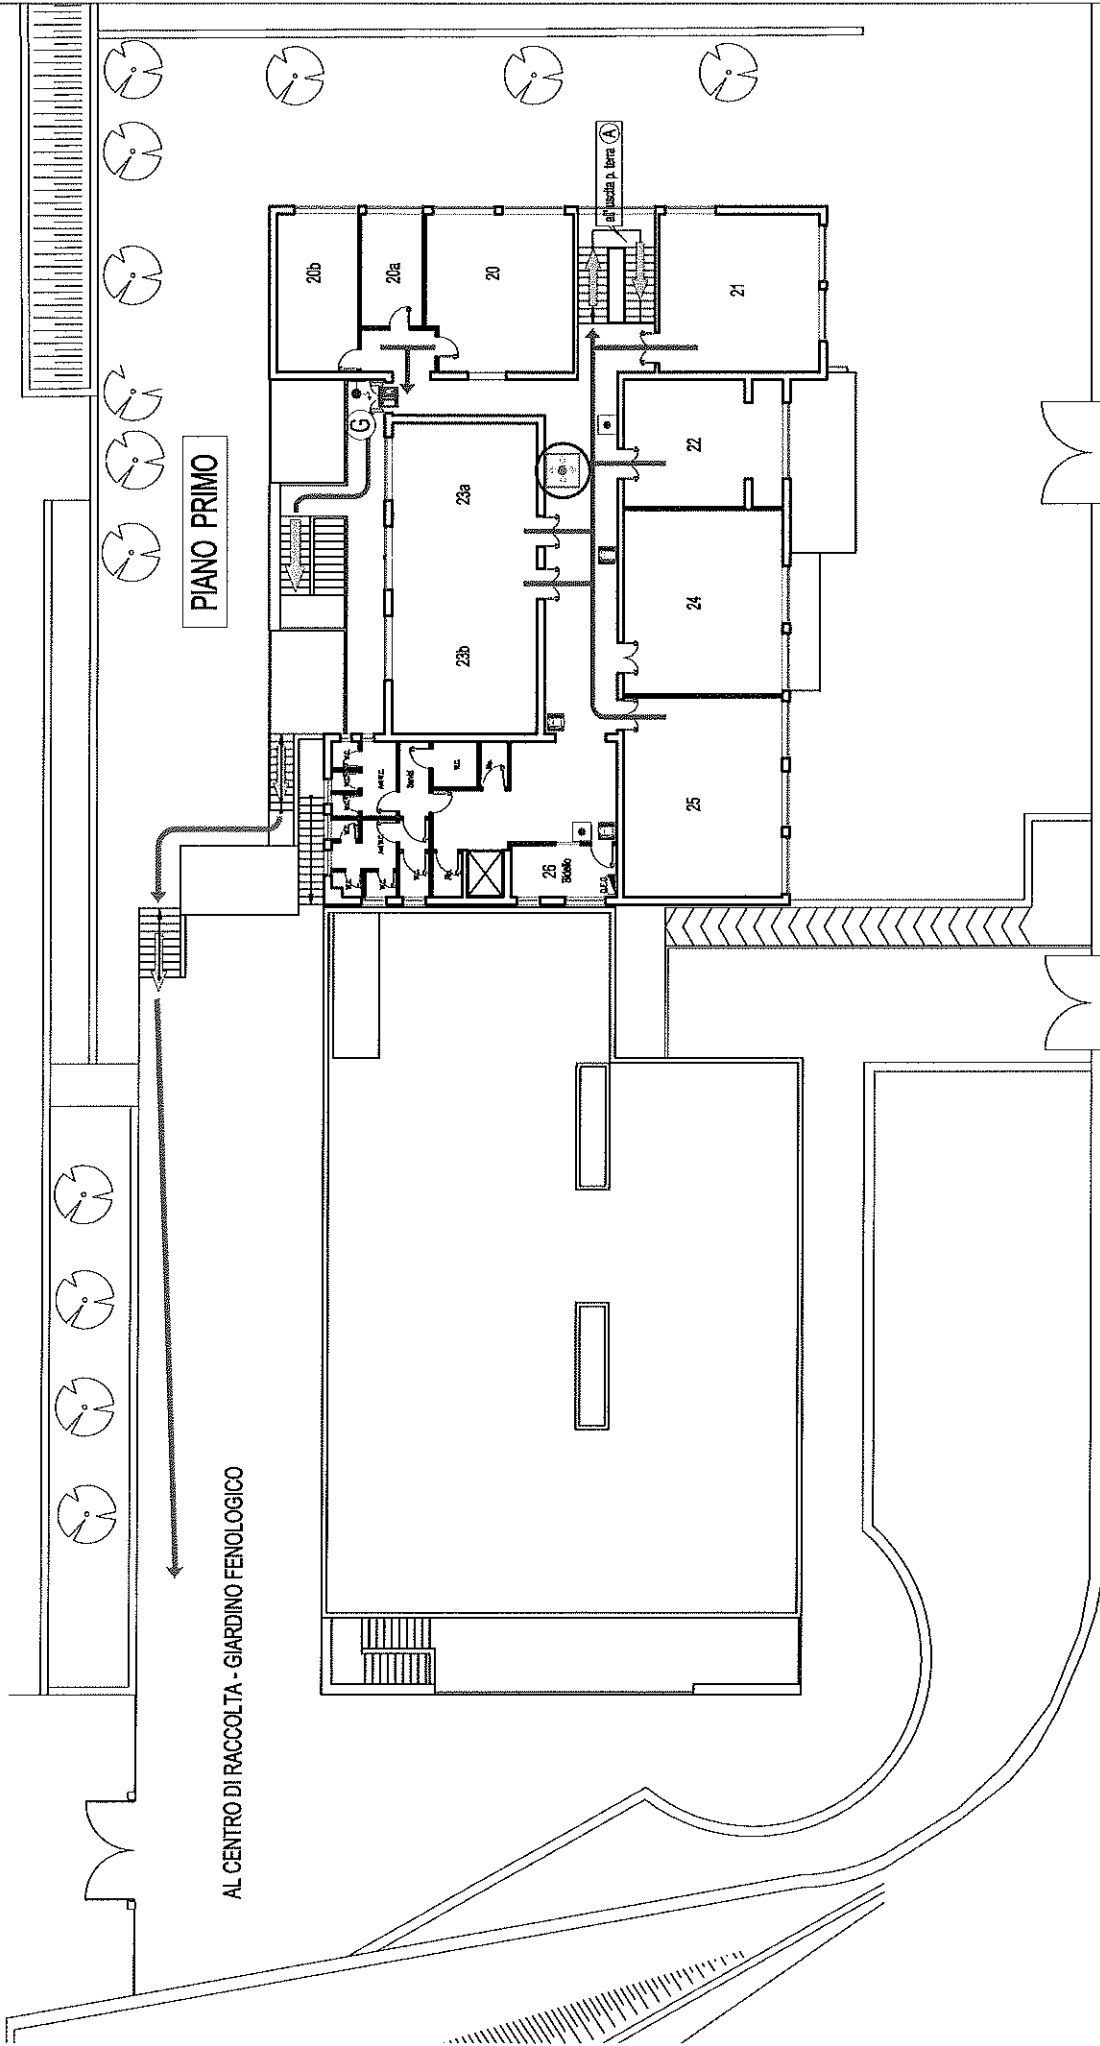 PIANO PRIMO
AL CENTRO DI RACCOLTA - GIARDINO FENOLOGICO
20b
20a
20
all' uscita p. terra A
21
G
23a
23b
22
24
25
26
Bidello
Q.E.G.
W.C.
W.C.
W.C.
W.C.
W.C.
W.C.
W.C.
W.C.